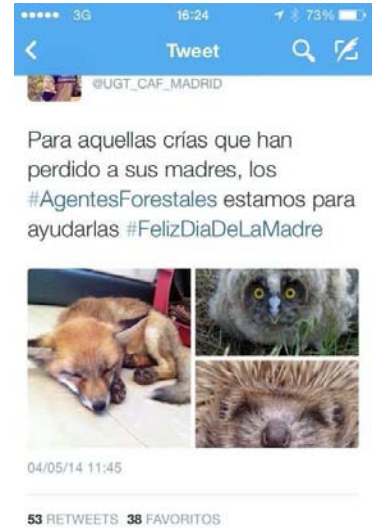 3G 16:24 73%
Tweet
@UGT_CAF_MADRID
Para aquellas crías que han
perdido a sus madres, los
#AgentesForestales estamos para
ayudarlas #FelizDiaDeLaMadre
04/05/14 11:45
53 RETWEETS 38 FAVORITOS